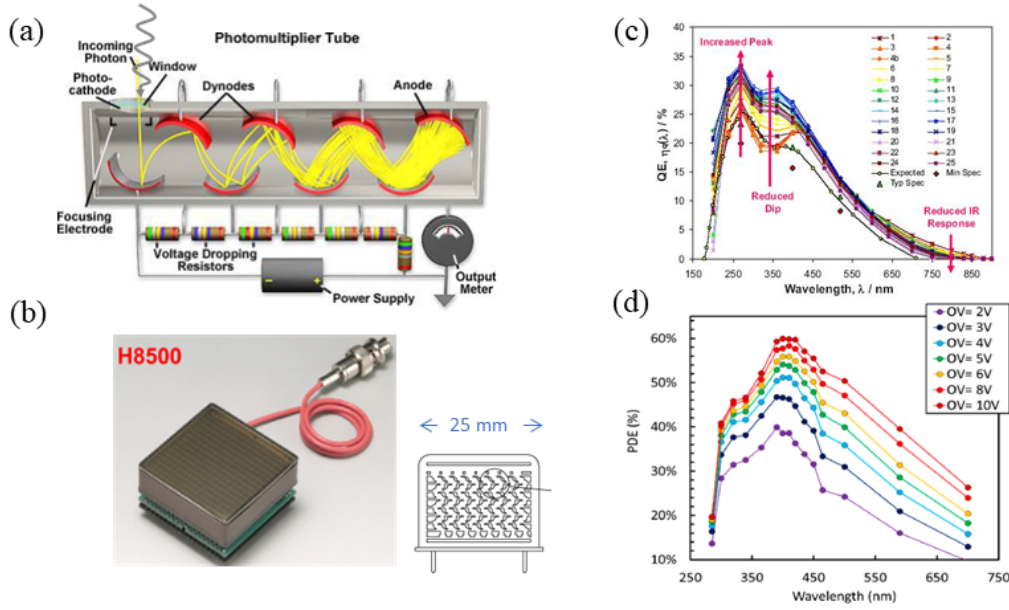 (a)
Incoming
Photon
Window
Photo-
cathode
Photomultiplier Tube
Dynodes
Anode
Focusing
Electrode
Voltage Dropping
Resistors
Power Supply
Output
Meter
(b)
H8500
25 mm
(c)
QE, η(λ) / %
40
35
30
25
20
15
10
5
0
150
250
350
450
550
650
750
850
Wavelength, λ / nm
Increased Peak
Reduced
Dip
Reduced IR
Response
1
2
3
4
4b
5
6
7
8
9
10
11
12
13
14
15
16
17
18
19
20
21
22
23
24
25
Expected
Min Spec
Typ Spec
(d)
PDE (%)
60%
50%
40%
30%
20%
10%
250
350
450
550
650
750
Wavelength (nm)
OV= 2V
OV= 3V
OV= 4V
OV= 5V
OV= 6V
OV= 8V
OV= 10V